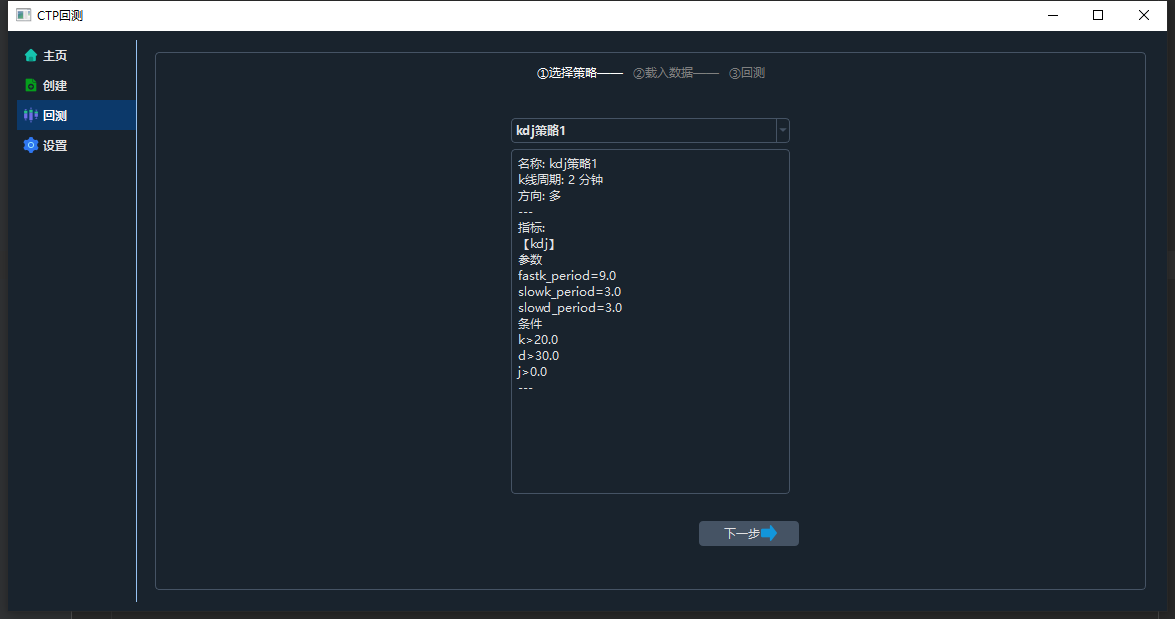 CTP回测
主页
创建
回测
设置
①选择策略—— ②载入数据—— ③回测
kdj策略1
名称: kdj策略1
k线周期: 2 分钟
方向: 多
---
指标:
【kdj】
参数
fastk_period=9.0
slowk_period=3.0
slowd_period=3.0
条件
k>20.0
d>30.0
j>0.0
---
下一步